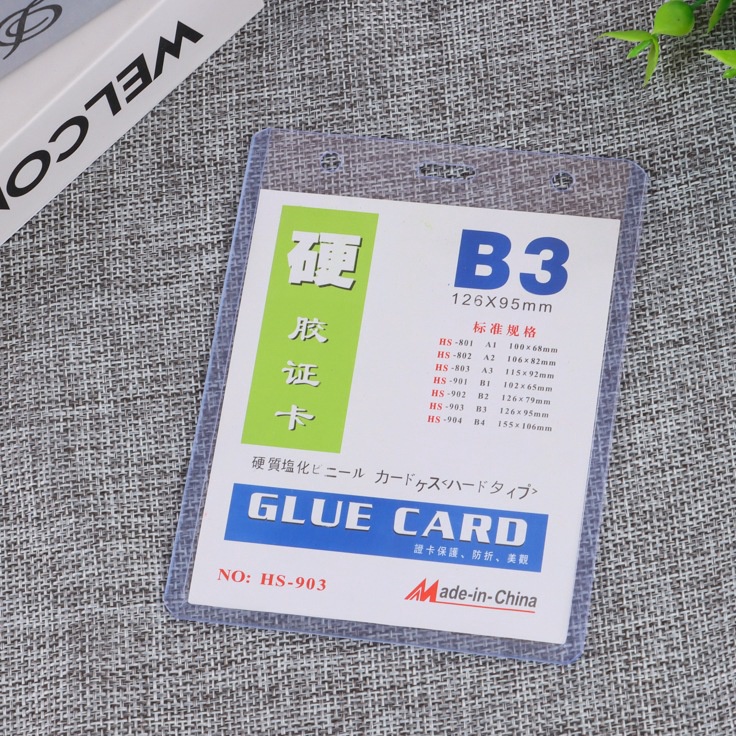 WELCO
硬
胶
证
卡
B3
126X95mm
标准规格
HS-801 A1 100×68mm
HS-802 A2 106×82mm
HS-803 A3 115×92mm
HS-901 B1 102×65mm
HS-902 B2 126×79mm
HS-903 B3 126×95mm
HS-904 B4 155×106mm
硬質塩化ビニール カードケス<ハードタイプ>
GLUE CARD
證卡保護、防折、美觀
NO: HS-903
Made-in-China